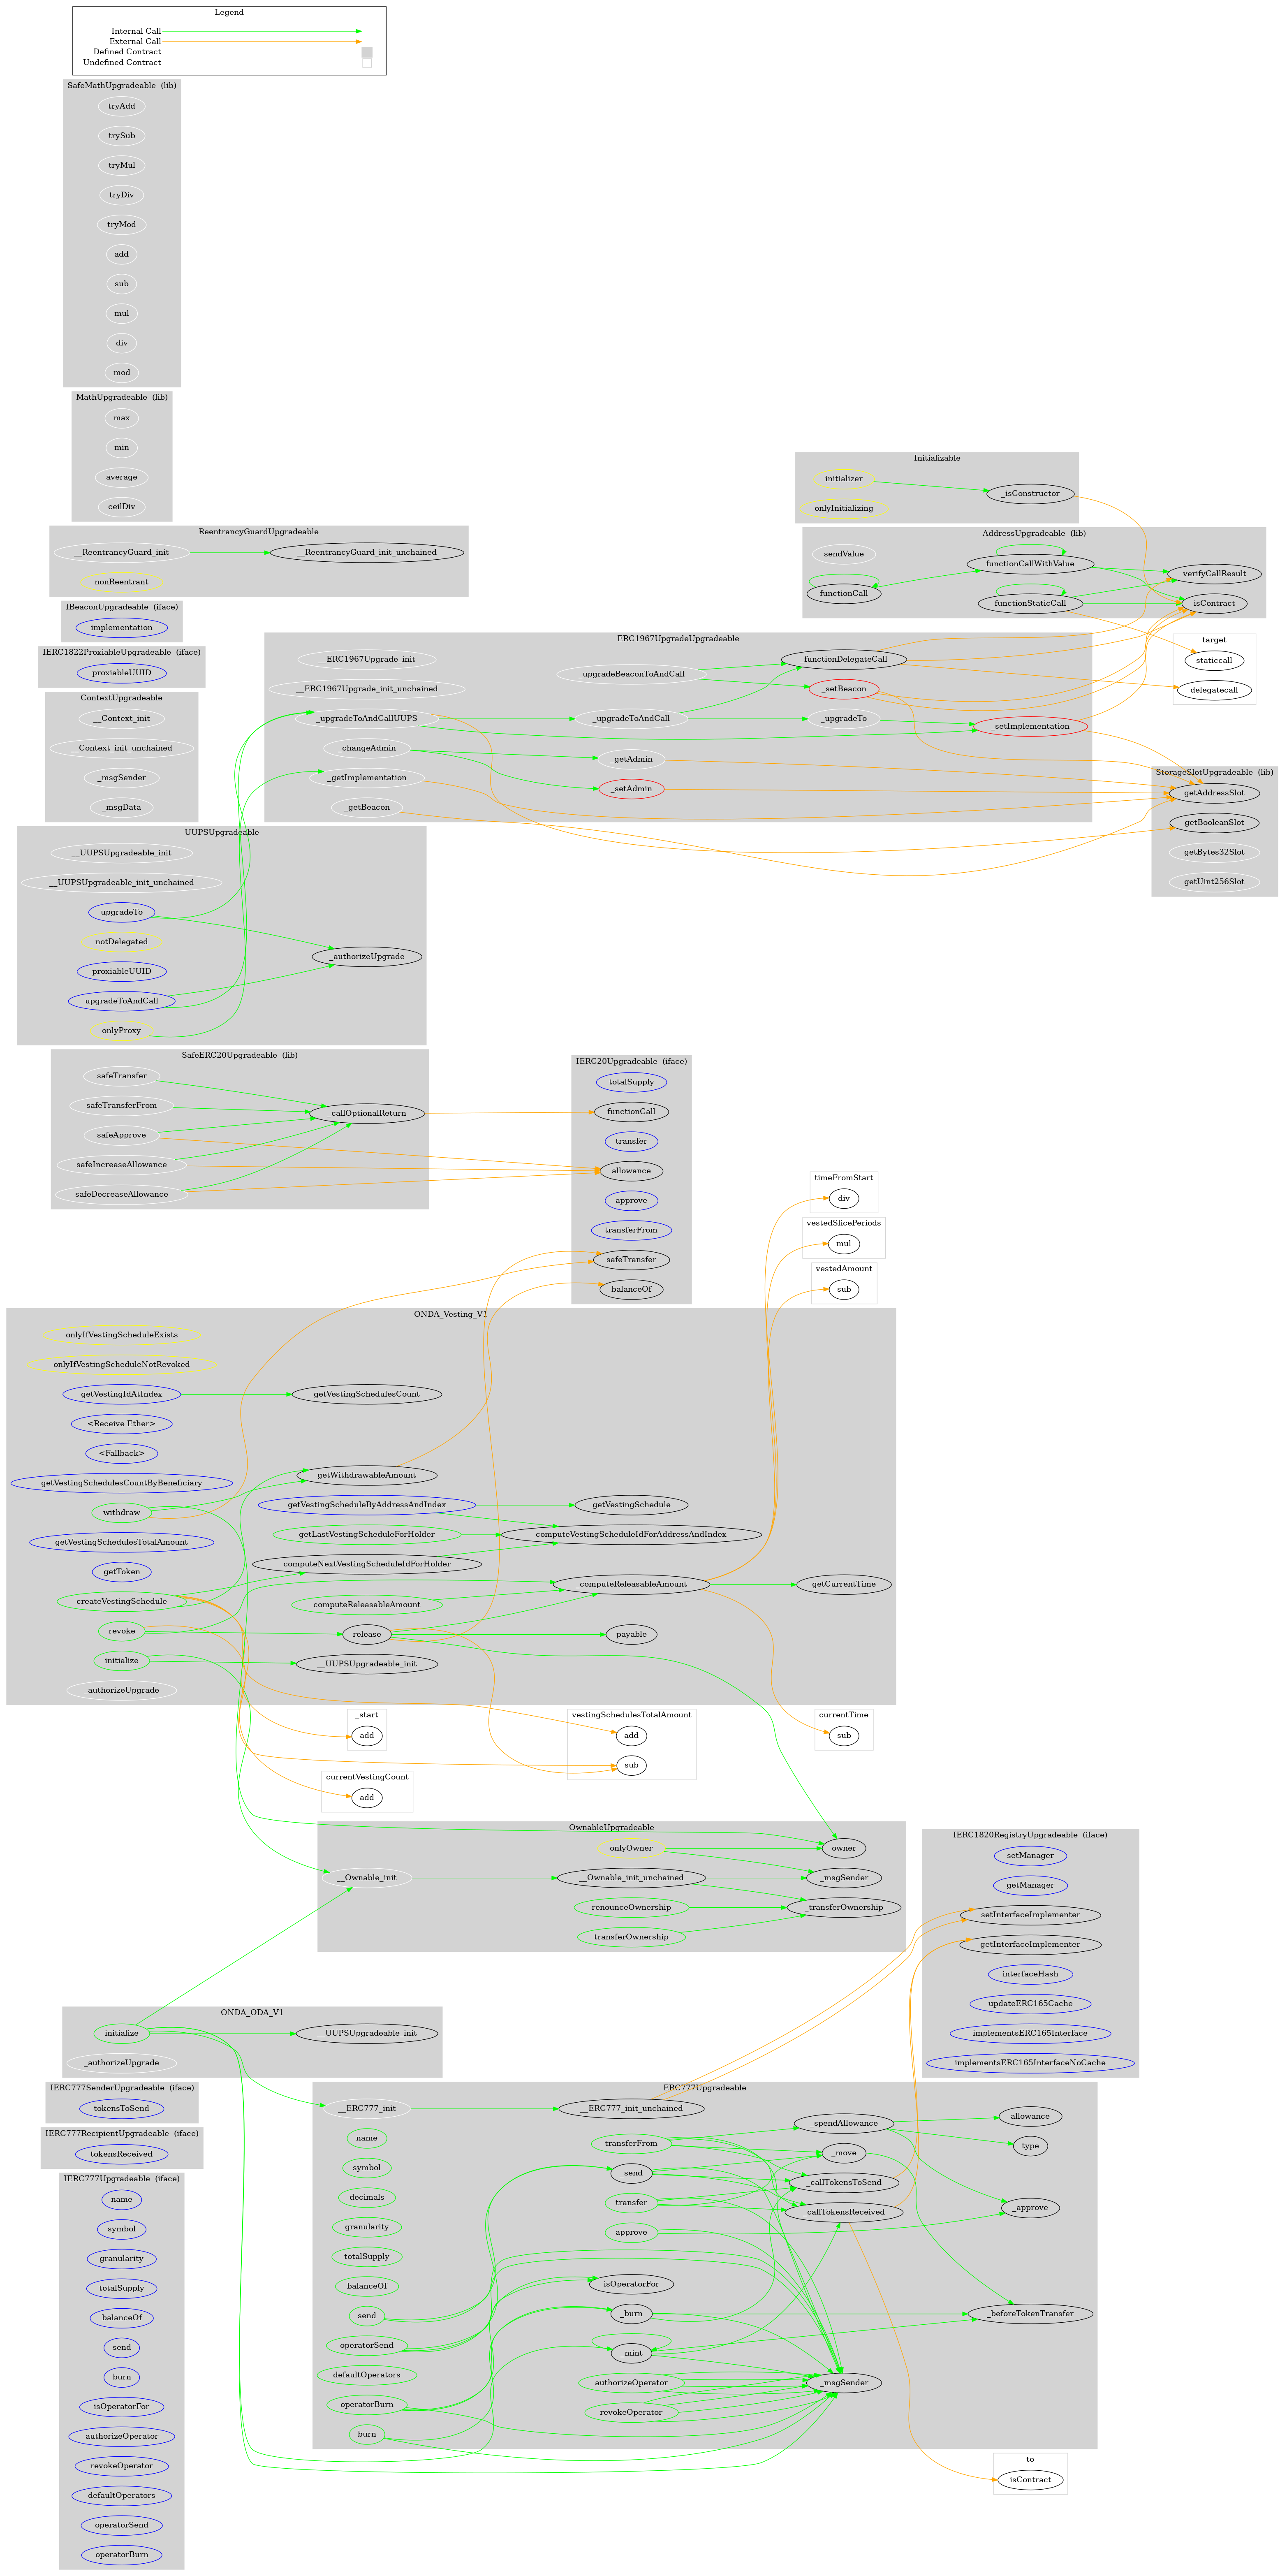 Legend
Internal Call
External Call
Defined Contract
Undefined Contract
SafeMathUpgradeable (lib)
tryAdd
trySub
tryMul
tryDiv
tryMod
add
sub
mul
div
mod
MathUpgradeable (lib)
max
min
average
ceilDiv
ReentrancyGuardUpgradeable
__ReentrancyGuard_init
__ReentrancyGuard_init_unchained
nonReentrant
IBeaconUpgradeable (iface)
implementation
IERC1822ProxiableUpgradeable (iface)
proxiableUUID
ContextUpgradeable
__Context_init
__Context_init_unchained
_msgSender
_msgData
Initializable
initializer
_isConstructor
onlyInitializing
AddressUpgradeable (lib)
sendValue
functionCallWithValue
verifyCallResult
functionCall
functionStaticCall
isContract
target
staticcall
delegatecall
ERC1967UpgradeUpgradeable
__ERC1967Upgrade_init
__ERC1967Upgrade_init_unchained
_upgradeToAndCallUUPS
_changeAdmin
_getImplementation
_getBeacon
_upgradeBeaconToAndCall
_upgradeToAndCall
_getAdmin
_setAdmin
_functionDelegateCall
_setBeacon
_upgradeTo
_setImplementation
StorageSlotUpgradeable (lib)
getAddressSlot
getBooleanSlot
getBytes32Slot
getUint256Slot
UUPSUpgradeable
__UUPSUpgradeable_init
__UUPSUpgradeable_init_unchained
upgradeTo
notDelegated
_authorizeUpgrade
proxiableUUID
upgradeToAndCall
onlyProxy
SafeERC20Upgradeable (lib)
safeTransfer
safeTransferFrom
_callOptionalReturn
safeApprove
safeIncreaseAllowance
safeDecreaseAllowance
IERC20Upgradeable (iface)
totalSupply
functionCall
transfer
allowance
approve
transferFrom
safeTransfer
balanceOf
timeFromStart
div
vestedSlicePeriods
mul
vestedAmount
sub
ONDA_Vesting_V1
onlyIfVestingScheduleExists
onlyIfVestingScheduleNotRevoked
getVestingIdAtIndex
getVestingSchedulesCount
<Receive Ether>
<Fallback>
getVestingSchedulesCountByBeneficiary
withdraw
getVestingSchedulesTotalAmount
getToken
createVestingSchedule
revoke
initialize
_authorizeUpgrade
getWithdrawableAmount
getVestingScheduleByAddressAndIndex
getLastVestingScheduleForHolder
computeNextVestingScheduleIdForHolder
computeReleasableAmount
release
__UUPSUpgradeable_init
getVestingSchedule
computeVestingScheduleIdForAddressAndIndex
_computeReleasableAmount
payable
getCurrentTime
_start
add
currentVestingCount
add
vestingSchedulesTotalAmount
add
sub
currentTime
sub
OwnableUpgradeable
onlyOwner
owner
__Ownable_init
__Ownable_init_unchained
_msgSender
renounceOwnership
_transferOwnership
transferOwnership
IERC1820RegistryUpgradeable (iface)
setManager
getManager
setInterfaceImplementer
getInterfaceImplementer
interfaceHash
updateERC165Cache
implementsERC165Interface
implementsERC165InterfaceNoCache
ONDA_ODA_V1
initialize
__UUPSUpgradeable_init
_authorizeUpgrade
IERC777SenderUpgradeable (iface)
tokensToSend
IERC777RecipientUpgradeable (iface)
tokensReceived
IERC777Upgradeable (iface)
name
symbol
granularity
totalSupply
balanceOf
send
burn
isOperatorFor
authorizeOperator
revokeOperator
defaultOperators
operatorSend
operatorBurn
ERC777Upgradeable
__ERC777_init
name
symbol
decimals
granularity
totalSupply
balanceOf
send
operatorSend
defaultOperators
operatorBurn
burn
__ERC777_init_unchained
transferFrom
_send
transfer
approve
isOperatorFor
_burn
_mint
authorizeOperator
revokeOperator
_spendAllowance
_move
_callTokensToSend
_callTokensReceived
_msgSender
allowance
type
_approve
_beforeTokenTransfer
to
isContract